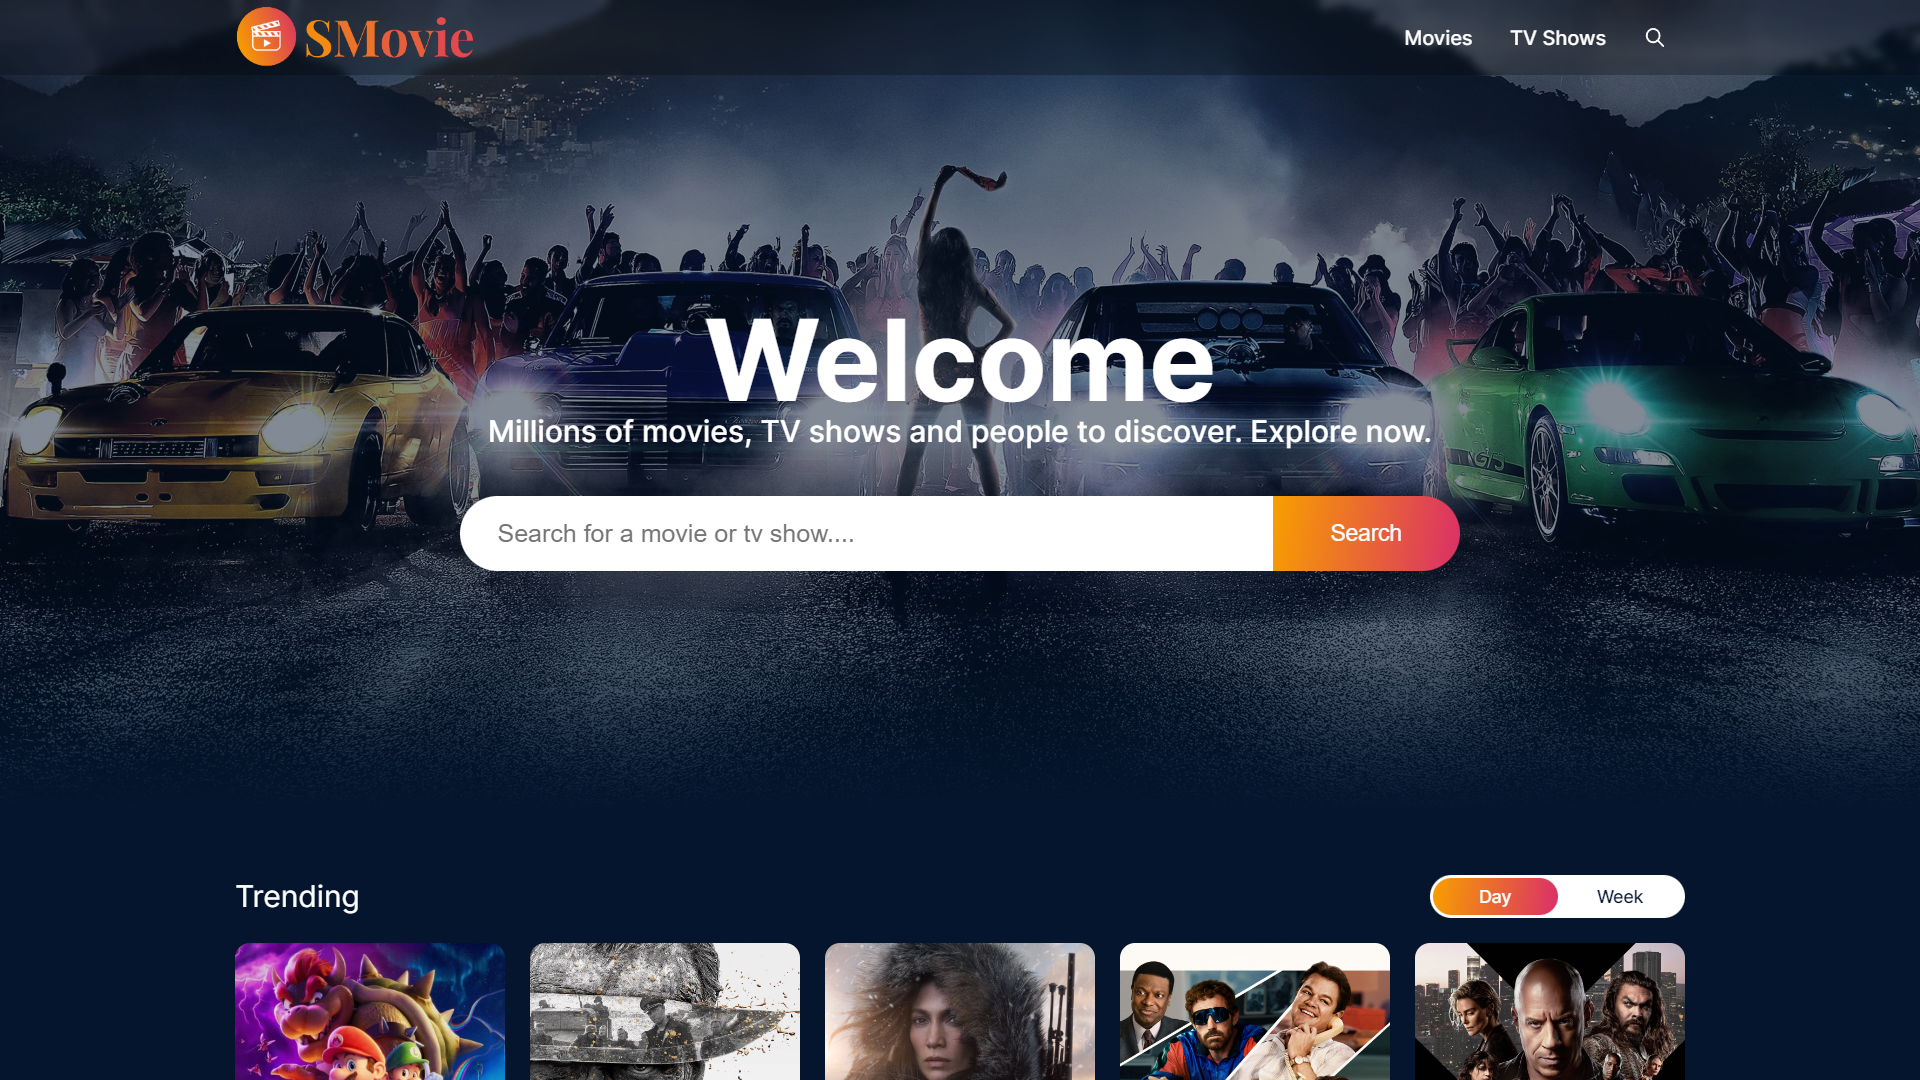 SMovie
Movies
TV Shows
Welcome
Millions of movies, TV shows and people to discover. Explore now.
Search for a movie or tv show....
Search
Trending
Day
Week